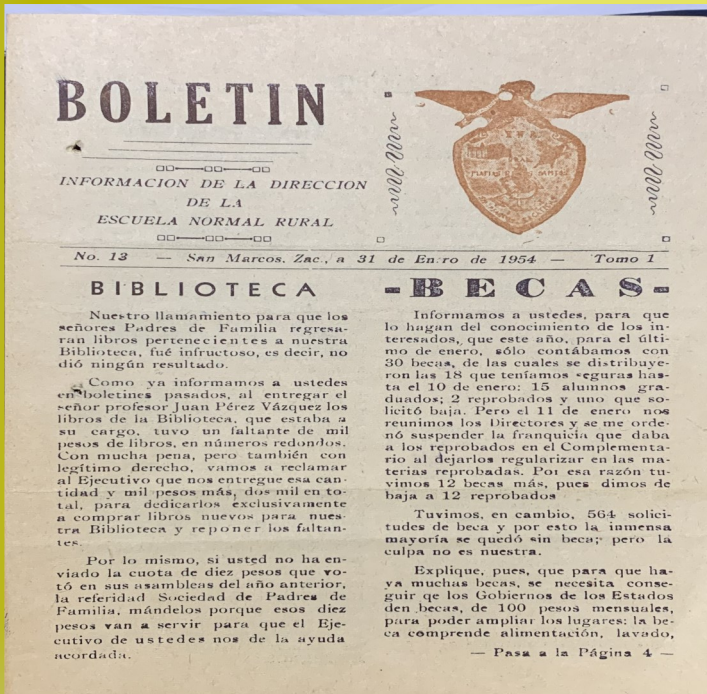 BOLETIN
INFORMACION DE LA DIRECCION
DE LA
ESCUELA NORMAL RURAL
No. 13 — San Marcos, Zac., a 31 de Enero de 1954 — Tomo 1
BIBLIOTECA
Nuestro llamamiento para que los
señores Padres de Familia regresa-
ran libros pertenecientes a nuestra
Biblioteca, fué infructoso, es decir, no
dió ningún resultado.
Como ya informamos a ustedes
en boletines pasados, al entregar el
señor profesor Juan Pérez Vázquez los
libros de la Biblioteca, que estaba a
su cargo, tuvo un faltante de mil
pesos de libros, en números redondos.
Con mucha pena, pero también con
legítimo derecho, vamos a reclamar
al Ejecutivo que nos entregue esa can-
tidad y mil pesos más, dos mil en to-
tal, para dedicarlos exclusivamente
a comprar libros nuevos para nues-
tra Biblioteca y reponer los faltan-
tes.
Por lo mismo, si usted no ha en-
viado la cuota de diez pesos que vo-
tó en sus asambleas del año anterior,
la referidad Sociedad de Padres de
Familia, mándelos porque esos diez
pesos van a servir para que el Eje-
cutivo de ustedes nos de la ayuda
acordada.
-BECAS-
Informamos a ustedes, para que
lo hagan del conocimiento de los in-
teresados, que este año, para el últi-
mo de enero, sólo contábamos con
30 becas, de las cuales se distribuye-
ron las 18 que teníamos seguras has-
ta el 10 de enero: 15 alumnos gra-
duados; 2 reprobados y uno que so-
licitó baja. Pero el 11 de enero nos
reunimos los Directores y se me orde-
nó suspender la franquicia que daba
a los reprobados en el Complementa-
rio al dejarlos regularizar en las ma-
terias reprobadas. Por esa razón tu-
vimos 12 becas más, pues dimos de
baja a 12 reprobados
Tuvimos, en cambio, 564 solici-
tudes de beca y por esto la inmensa
mayoría se quedó sin beca; pero la
culpa no es nuestra.
Explique, pues, que para que ha-
ya muchas becas, se necesita conse-
guir qe los Gobiernos de los Estados
den becas, de 100 pesos mensuales,
para poder ampliar los lugares: la be-
ca comprende alimentación, lavado,
— Pasa a la Página 4 —